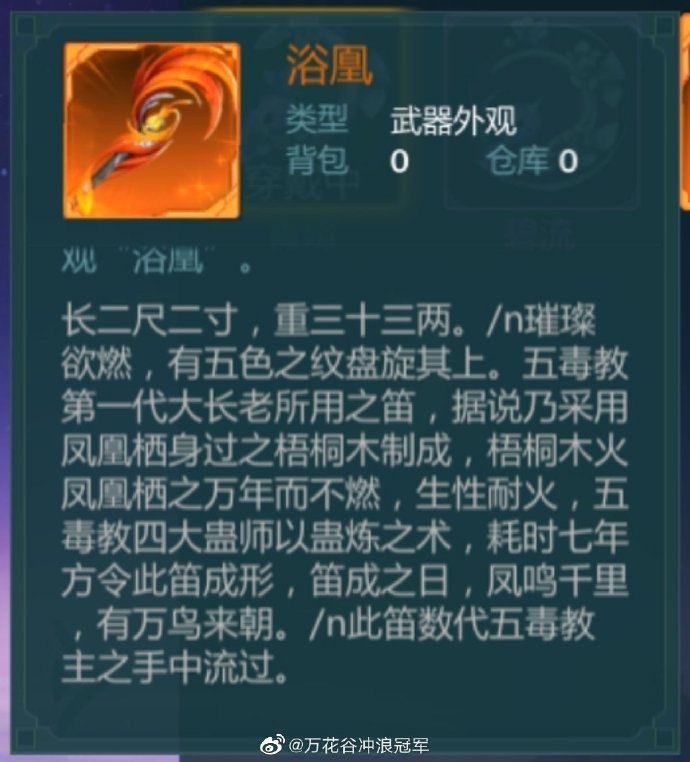 浴凰
类型 武器外观
背包 0 仓库 0
观“浴凰”。
长二尺二寸，重三十三两。/n璀璨
欲燃，有五色之纹盘旋其上。五毒教
第一代大长老所用之笛，据说乃采用
凤凰栖身过之梧桐木制成，梧桐木火
凤凰栖之万年而不燃，生性耐火，五
毒教四大蛊师以蛊炼之术，耗时七年
方令此笛成形，笛成之日，凤鸣千里
，有万鸟来朝。/n此笛数代五毒教
主之手中流过。
@万花谷冲浪冠军